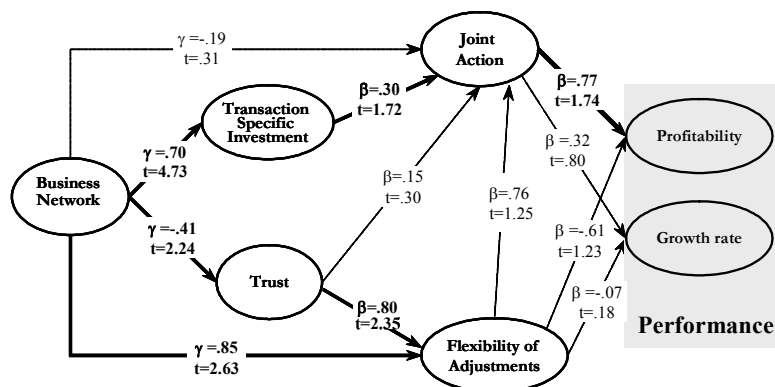 γ =-.19
t=.31
Joint
Action
β=.77
t=1.74
β=.30
t=1.72
Transaction
Specific
Investment
Profitability
γ =.70
t=4.73
β =.32
t=.80
Business
Network
β=.15
t=.30
β=.76
t=1.25
γ=-.41
t=2.24
β =-.61
t=1.23
Growth rate
Trust
β =-.07
t=.18
β=.80
t=2.35
Performance
γ =.85
t=2.63
Flexibility of
Adjustments